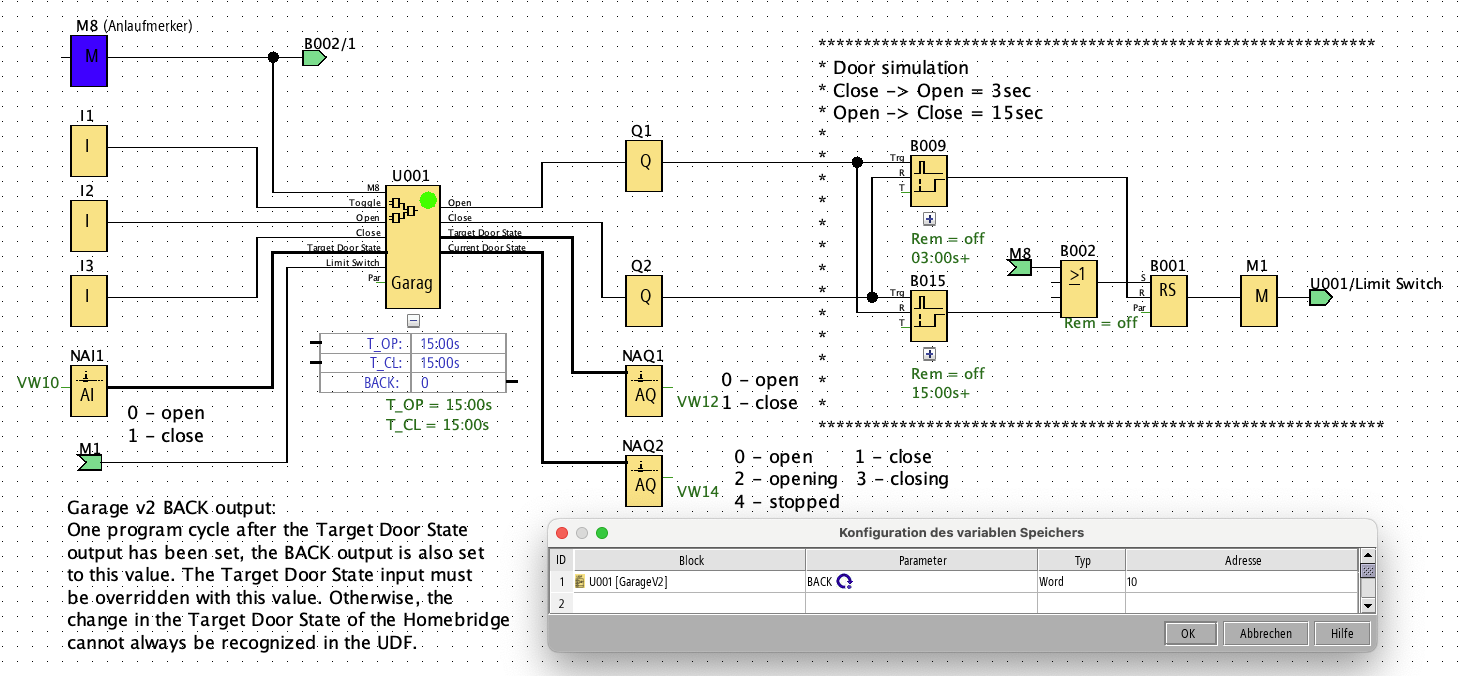 M8 (Anlaufmerker)
M
B002/1
I1
I
I2
I
I3
I
NAI1
VW10
AI
0 - open
1 - close
M1
U001
M8
Toggle
Open
Close
Target Door State
Limit Switch
Par
Open
Close
Target Door State
Current Door State
Garag
T_OP: 15:00s
T_CL: 15:00s
BACK: 0
T_OP = 15:00s
T_CL = 15:00s
Q1
Q
Q2
Q
NAQ1
AQ
VW12
0 - open
1 - close
NAQ2
AQ
VW14
0 - open 1 - close
2 - opening 3 - closing
4 - stopped
* Door simulation
* Close -> Open = 3sec
* Open -> Close = 15sec
B009
Trg
R
T
Rem = off
03:00s+
B015
Trg
R
T
Rem = off
15:00s+
M8
B002
>1
B001
S
R
Par
RS
Rem = off
M1
M
U001/Limit Switch
Garage v2 BACK output:
One program cycle after the Target Door State
output has been set, the BACK output is also set
to this value. The Target Door State input must
be overridden with this value. Otherwise, the
change in the Target Door State of the Homebridge
cannot always be recognized in the UDF.
Konfiguration des variablen Speichers
ID Block Parameter Typ Adresse
1 U001 [GarageV2] BACK Word 10
2
OK Abbrechen Hilfe